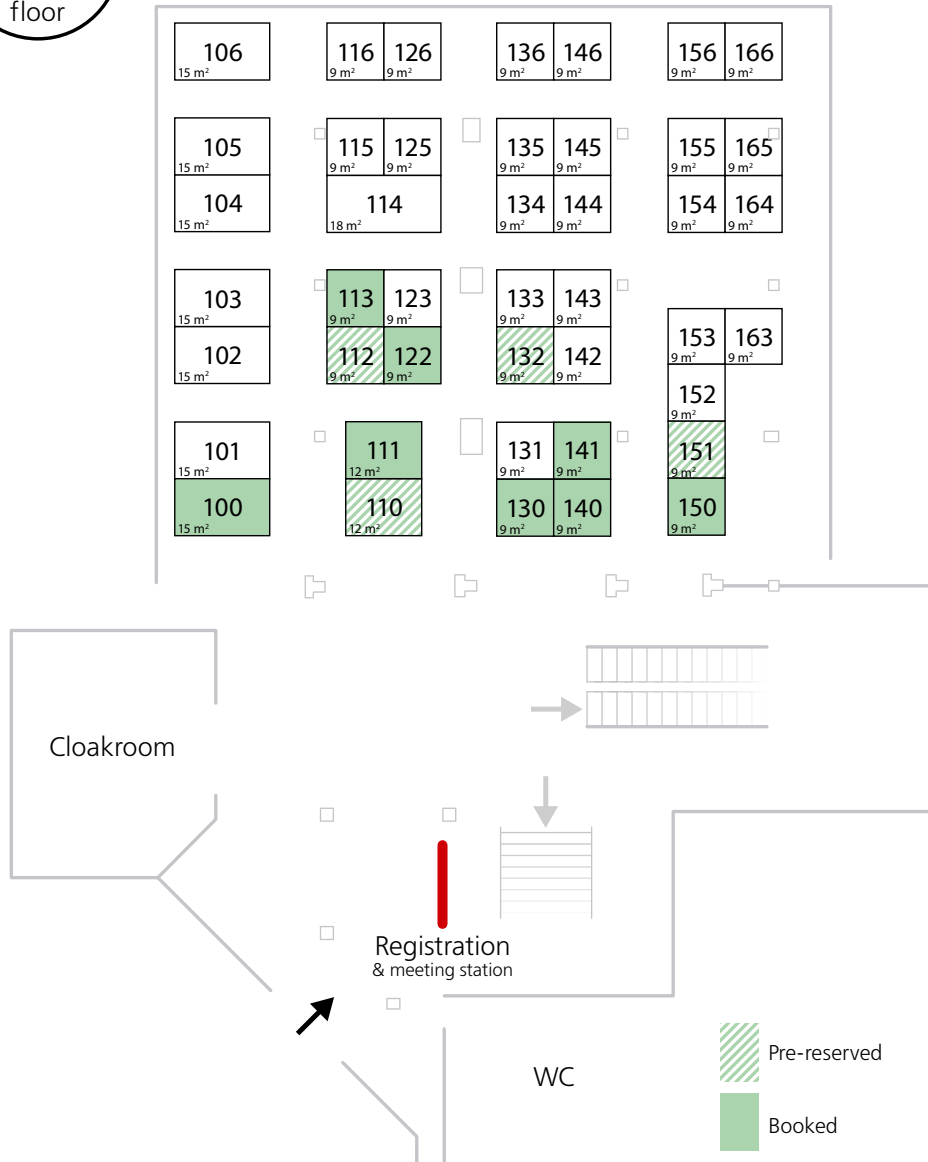 floor
106 116 126 136 146 156 166
15 m² 9 m² 9 m² 9 m² 9 m² 9 m² 9 m²
105 115 125 135 145 155 165
15 m² 9 m² 9 m² 9 m² 9 m² 9 m² 9 m²
104 114 134 144 154 164
15 m² 18 m² 9 m² 9 m² 9 m² 9 m²
103 113 123 133 143
15 m² 9 m² 9 m² 9 m² 9 m²
153 163
9 m² 9 m²
102 112 122 132 142
15 m² 9 m² 9 m² 9 m² 9 m²
152
9 m²
101 111 131 141 151
15 m² 12 m² 9 m² 9 m² 9 m²
100 110 130 140 150
15 m² 12 m² 9 m² 9 m² 9 m²
Cloakroom
Registration
& meeting station
WC
Pre-reserved
Booked